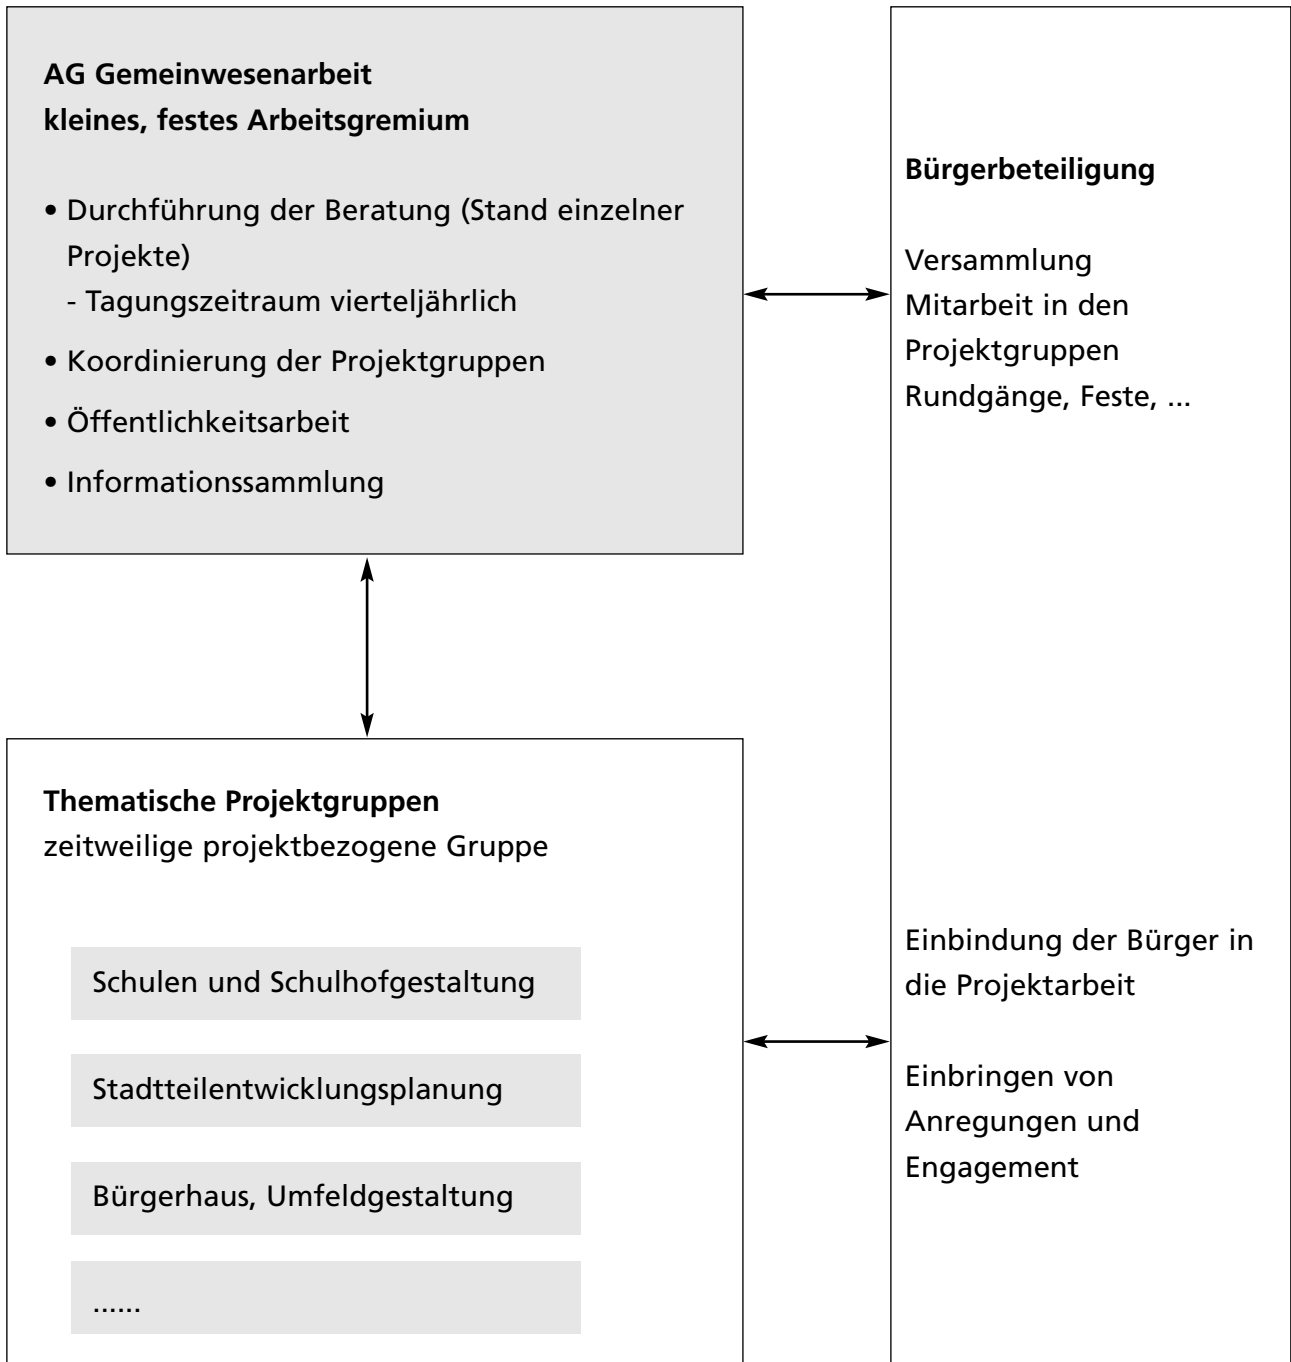 AG Gemeinwesenarbeit
kleines, festes Arbeitsgremium
• Durchführung der Beratung (Stand einzelner
Projekte)
- Tagungszeitraum vierteljährlich
• Koordinierung der Projektgruppen
• Öffentlichkeitsarbeit
• Informationssammlung
Bürgerbeteiligung
Versammlung
Mitarbeit in den
Projektgruppen
Rundgänge, Feste, ...
Thematische Projektgruppen
zeitweilige projektbezogene Gruppe
Schulen und Schulhofgestaltung
Stadtteilentwicklungsplanung
Bürgerhaus, Umfeldgestaltung
......
Einbindung der Bürger in
die Projektarbeit
Einbringen von
Anregungen und
Engagement